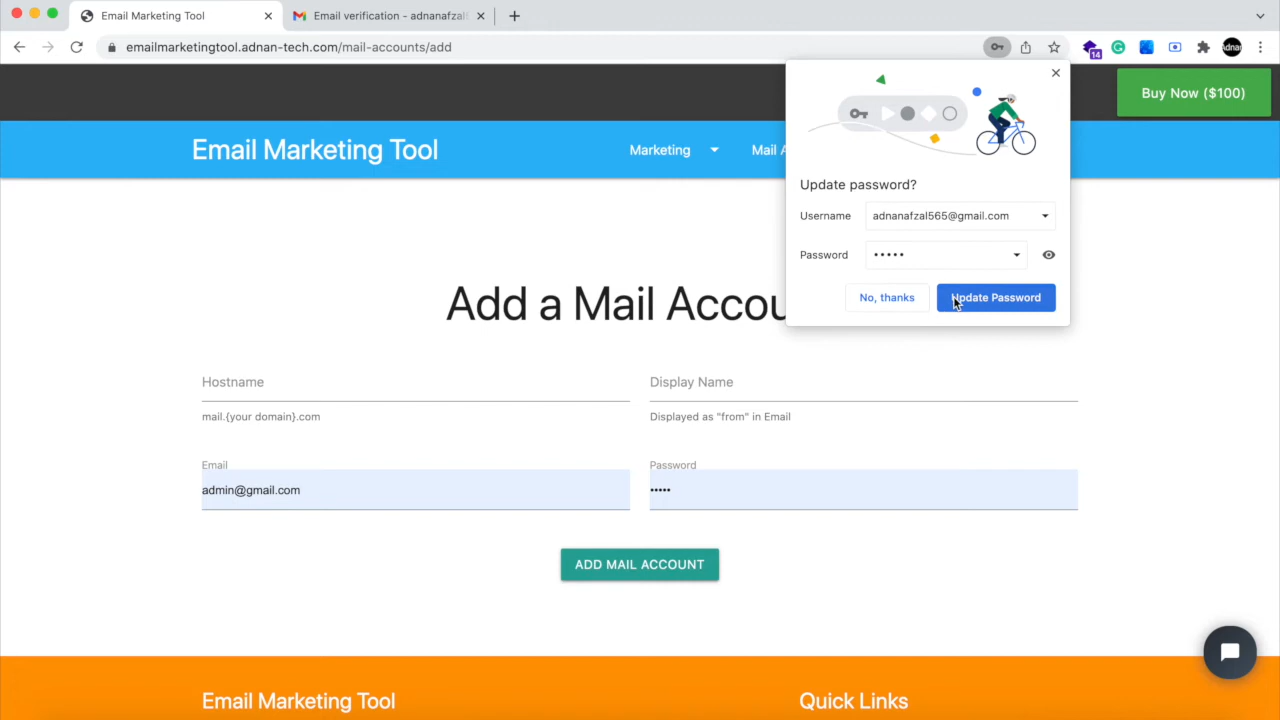 Email Marketing Tool
Email verification - adnanafzal5
emailmarketingtool.adnan-tech.com/mail-accounts/add
14
Adnan
Buy Now ($100)
Email Marketing Tool
Marketing
Mail A
Update password?
Username
adnanafzal565@gmail.com
Password
•••••
No, thanks
Update Password
Add a Mail Accou
Hostname
Display Name
mail.{your domain}.com
Displayed as "from" in Email
Email
Password
admin@gmail.com
•••••
ADD MAIL ACCOUNT
Email Marketing Tool
Quick Links